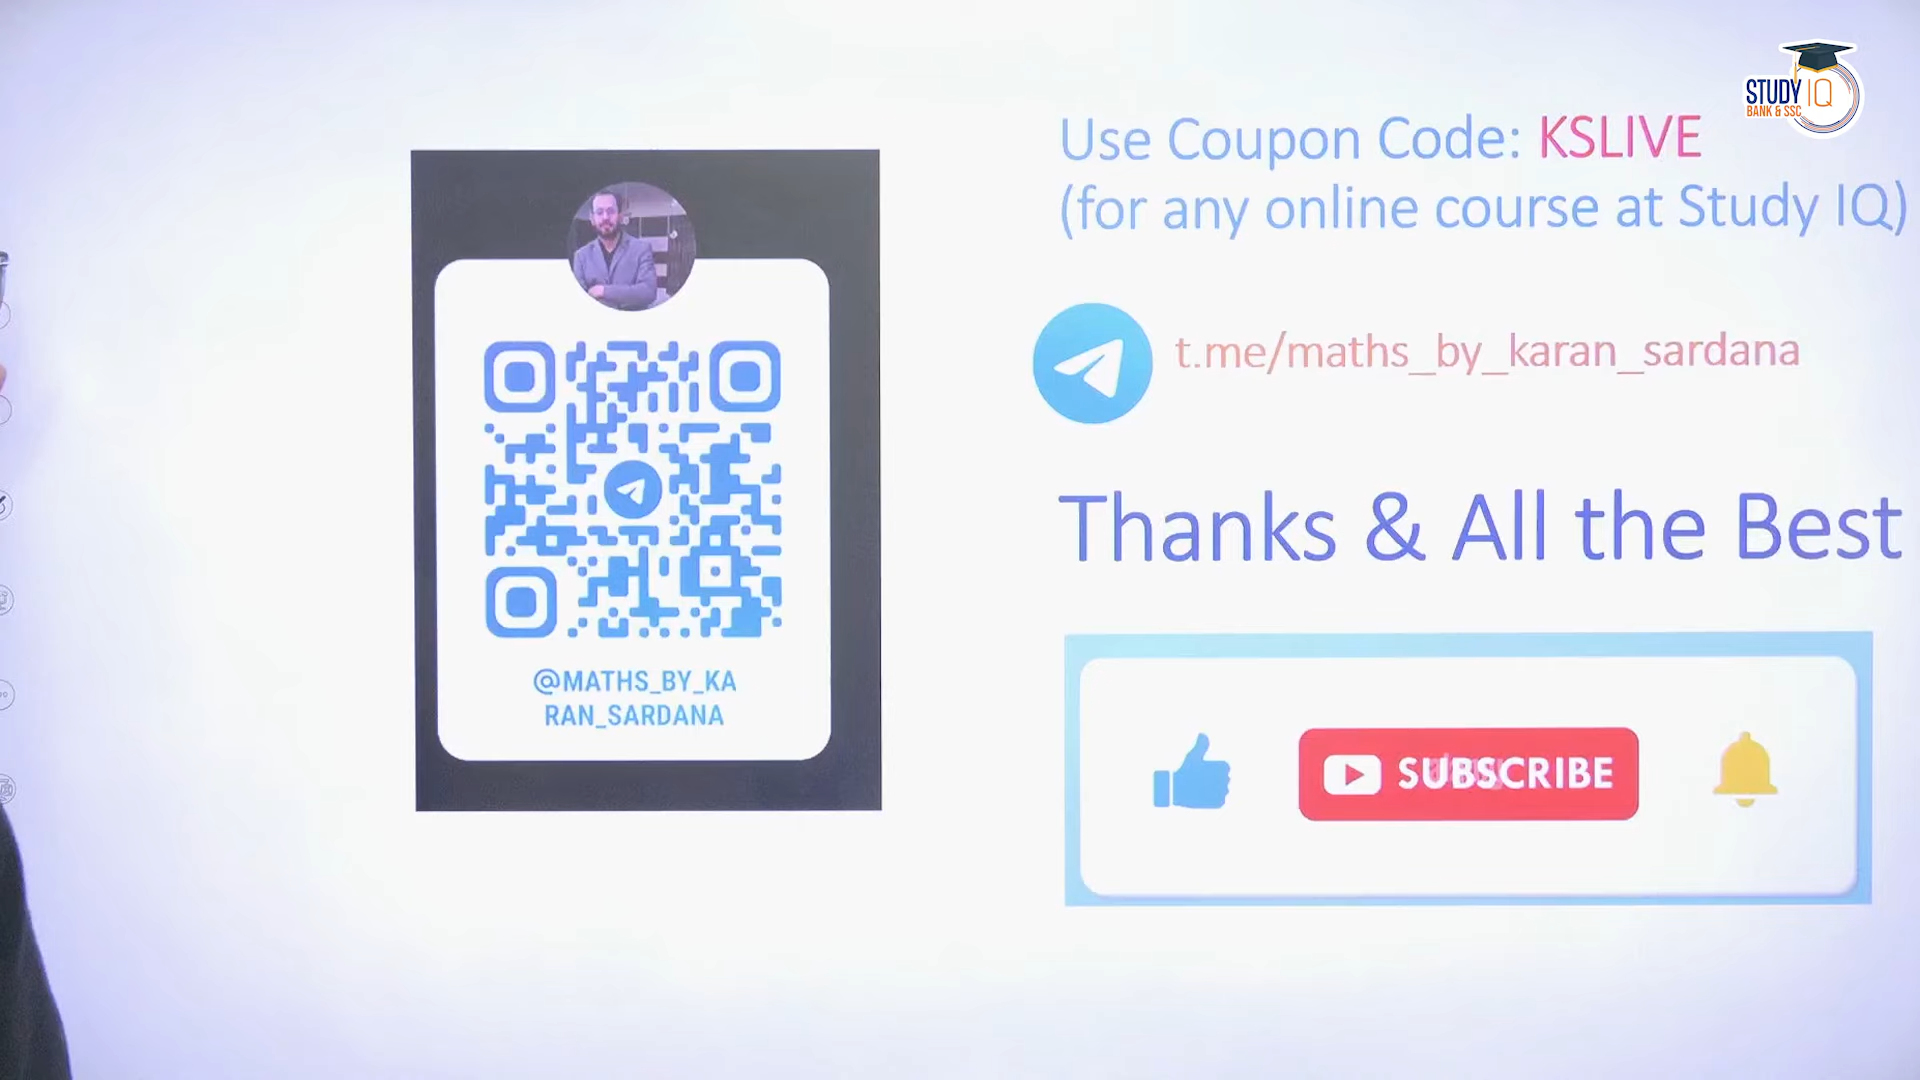 STUDY IQ
BANK & SSC
Use Coupon Code: KSLIVE
(for any online course at Study IQ)
t.me/maths_by_karan_sardana
@MATHS_BY_KA
RAN_SARDANA
Thanks & All the Best
SUBSCRIBE